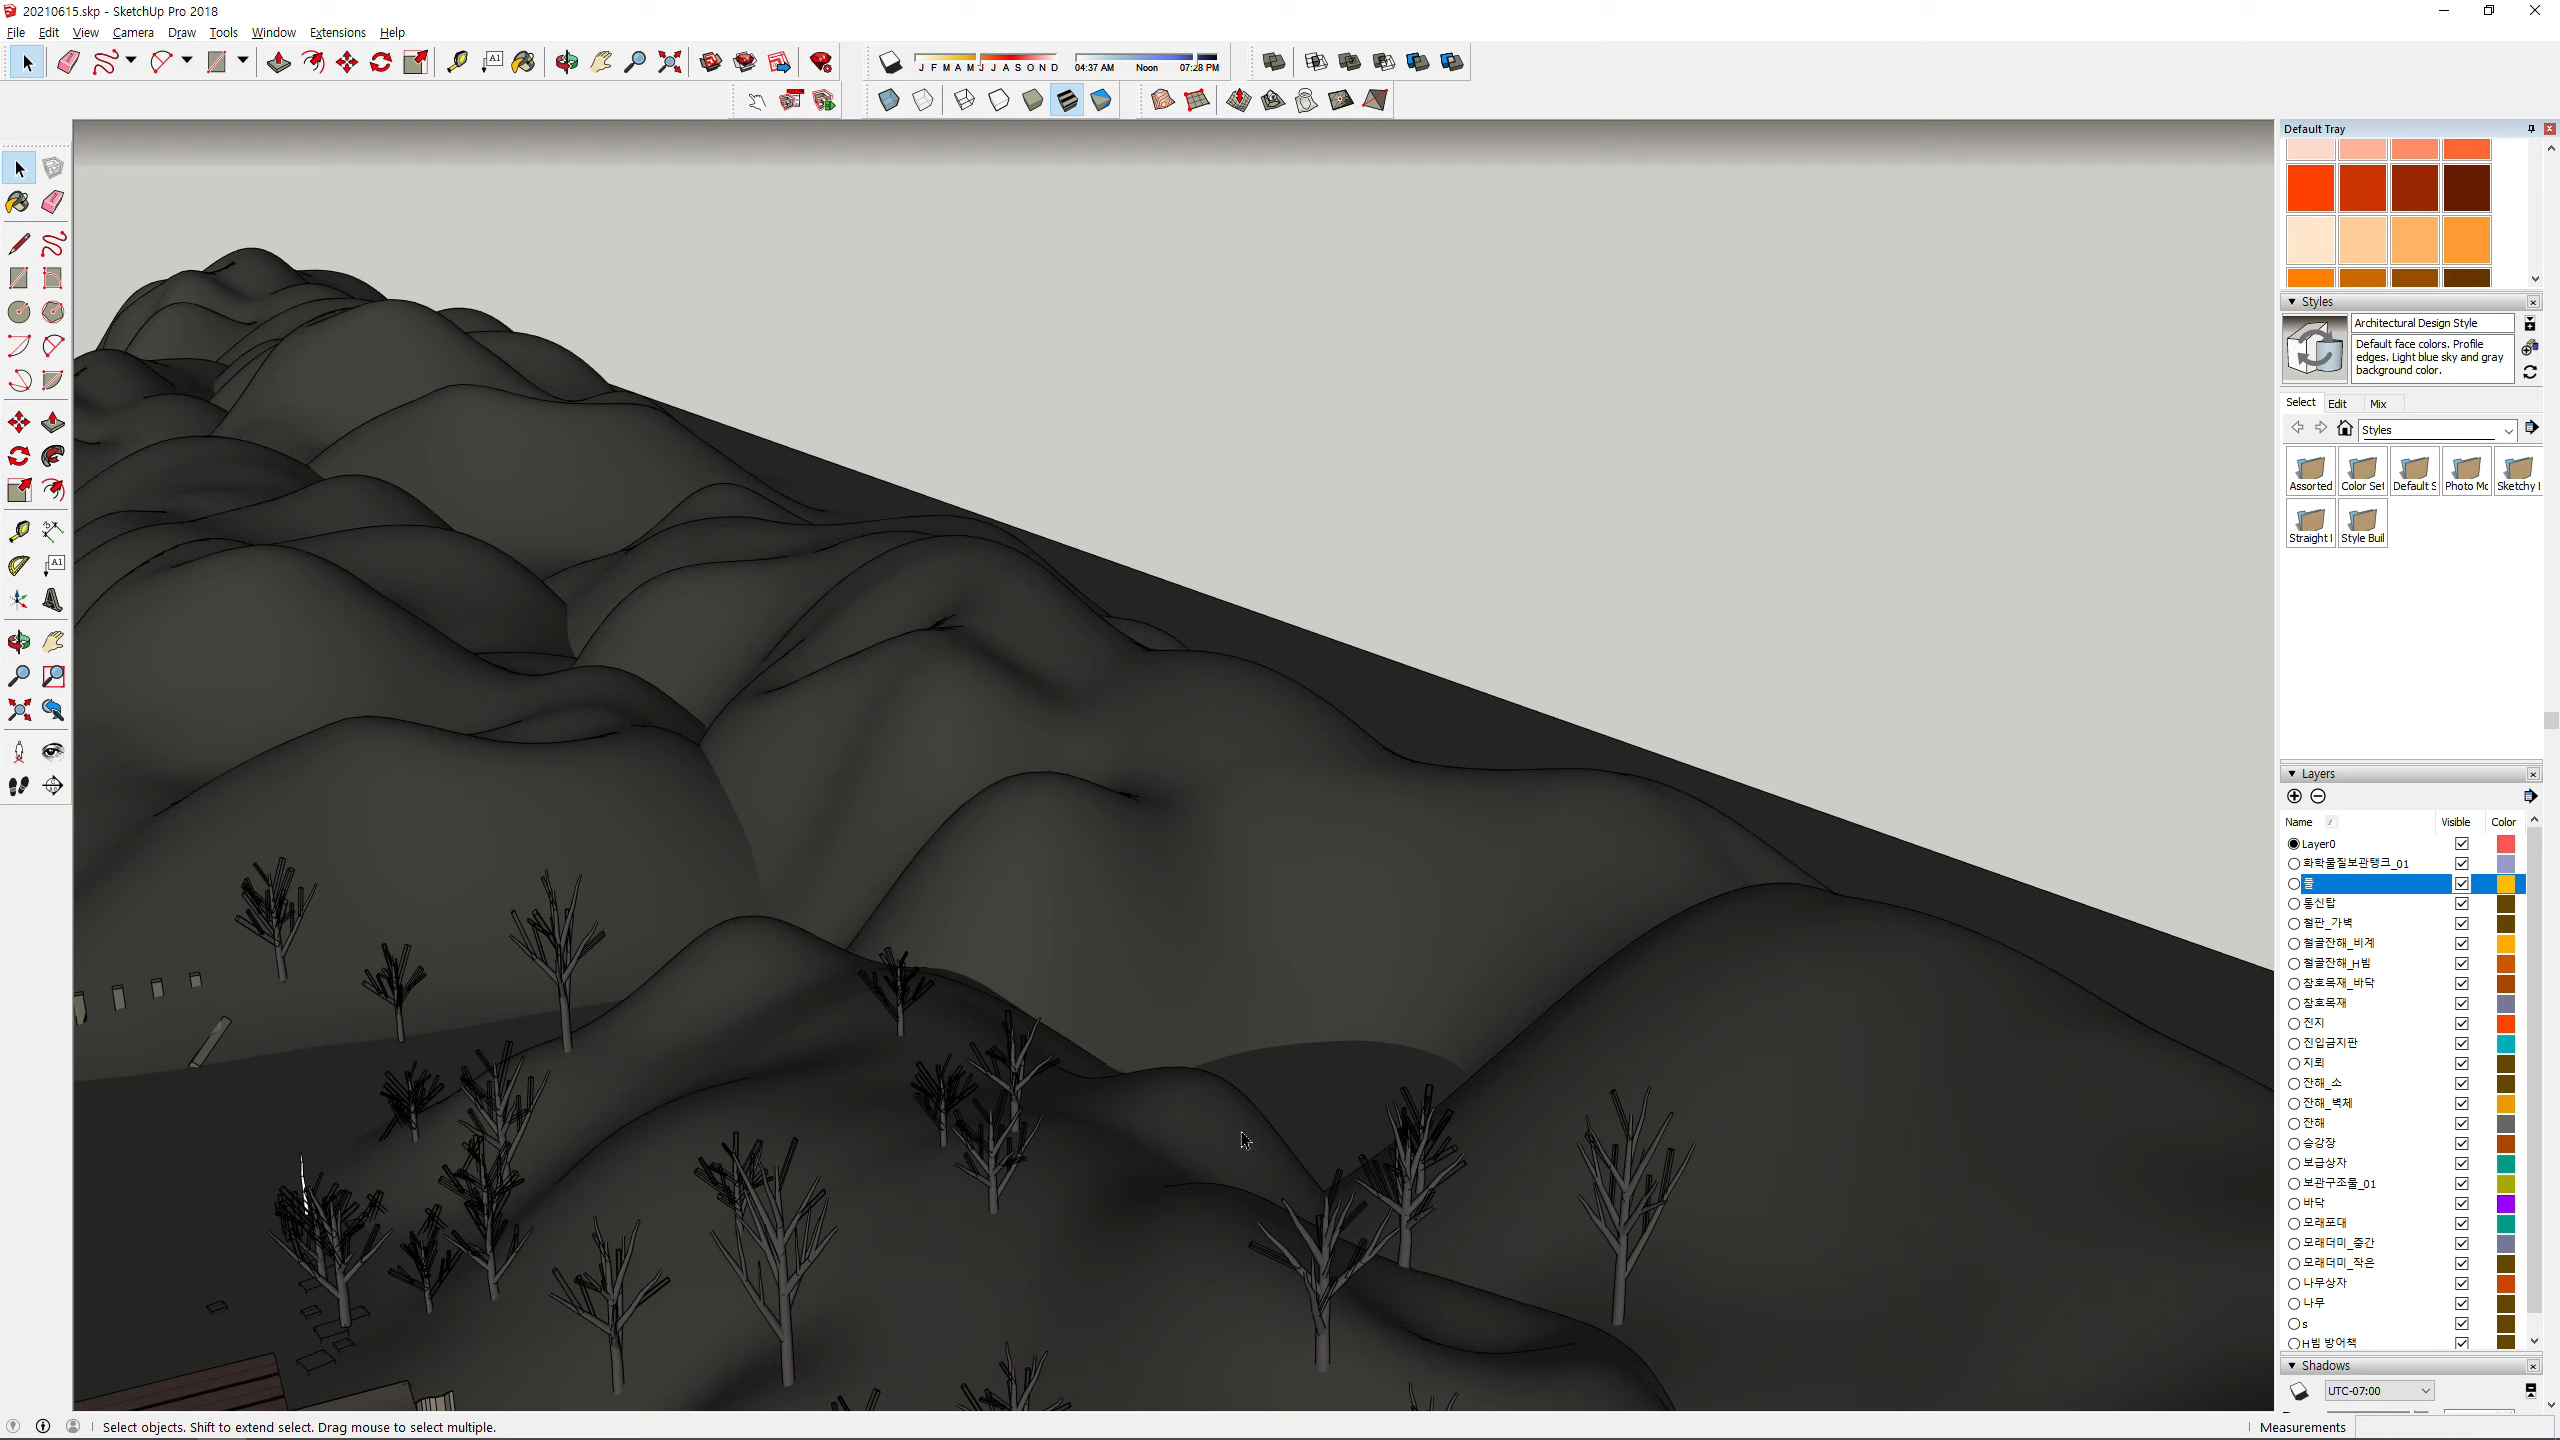 20210615.skp - SketchUp Pro 2018
File Edit View Camera Draw Tools Window Extensions Help
A1
J F M A M J J A S O N D
04:37 AM Noon 07:28 PM
Default Tray
Styles
Architectural Design Style
Default face colors. Profile
edges. Light blue sky and gray
background color.
Select Edit Mix
Styles
Assorted Color Set Default S Photo Mc Sketchy I
Straight I Style Buil
A1
Layers
Name Visible Color
Layer0
화학물질보관탱크_01
풀
통신탑
철판_가벽
철골잔해_비계
철골잔해_H빔
참호목재_바닥
참호목재
진지
진입금지판
지뢰
잔해_소
잔해_벽체
잔해
승강장
보급상자
보관구조물_01
바닥
모래포대
모래더미_중간
모래더미_작은
나무상자
나무
s
H빔 방어책
Shadows
UTC-07:00
Select objects. Shift to extend select. Drag mouse to select multiple.
Measurements